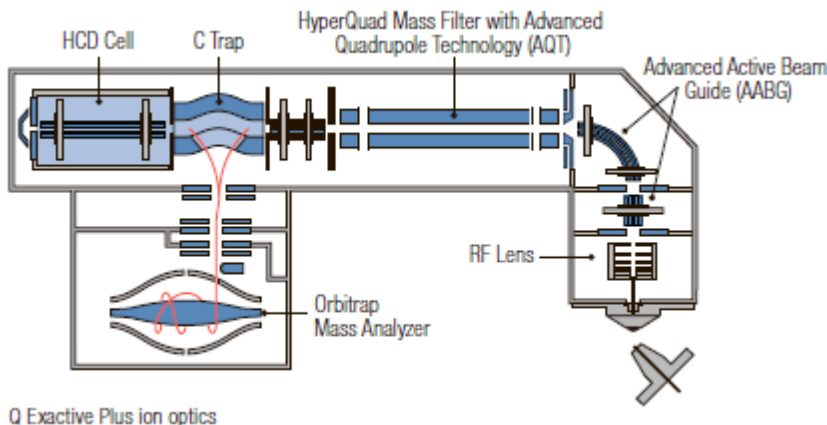 HyperQuad Mass Filter with Advanced
Quadrupole Technology (AQT)
HCD Cell
C Trap
Advanced Active Beam
Guide (AABG)
RF Lens
Orbitrap
Mass Analyzer
Q Exactive Plus ion optics